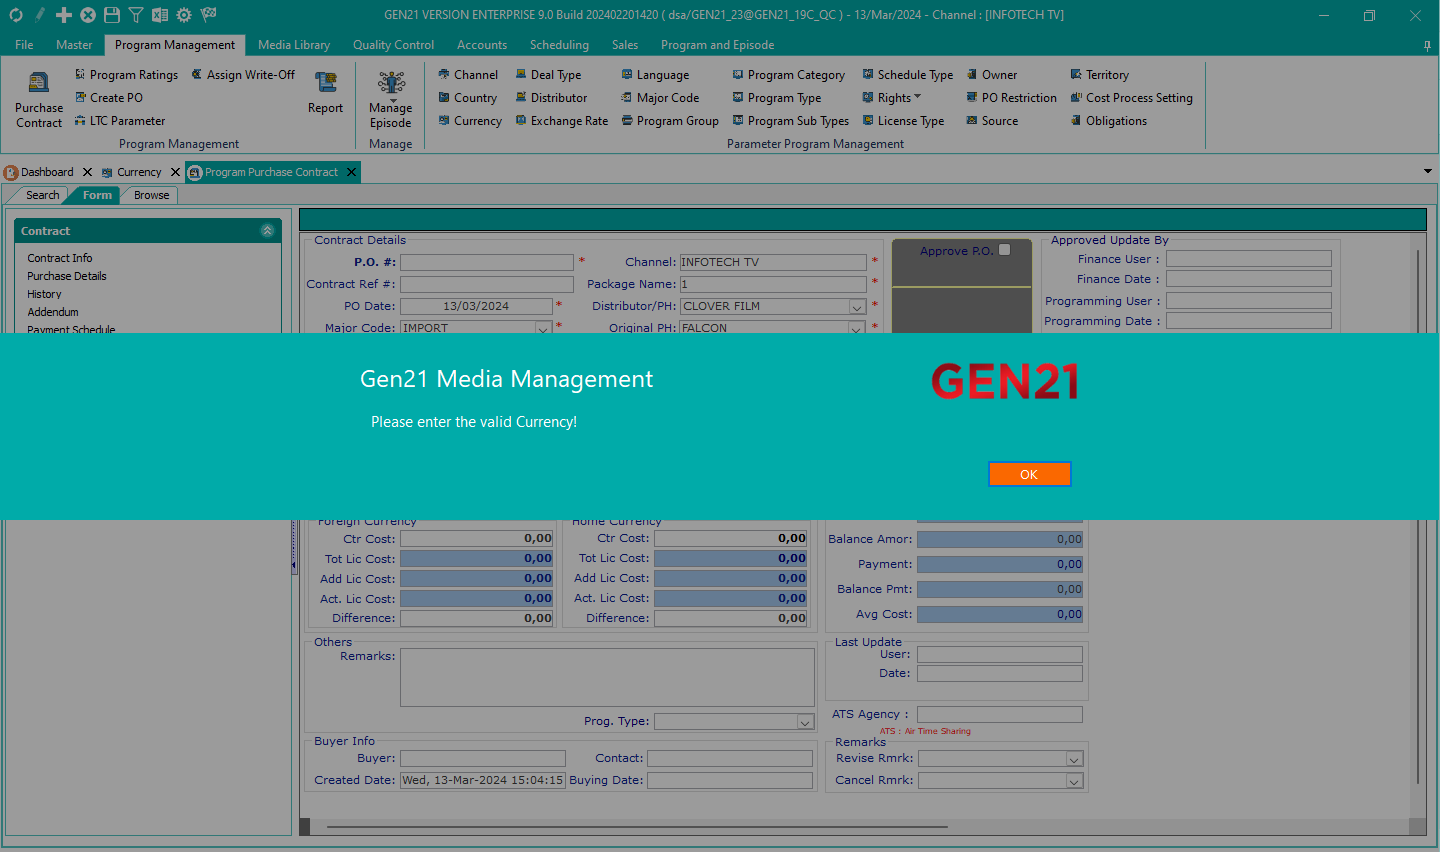 GEN21 VERSION ENTERPRISE 9.0 Build 202402201420 ( dsa/GEN21_23@GEN21_19C_QC ) - 13/Mar/2024 - Channel : [INFOTECH TV]
File Master Program Management Media Library Quality Control Accounts Scheduling Sales Program and Episode
Program Ratings Assign Write-Off Channel Deal Type Language Program Category Schedule Type Owner Territory
Purchase Contract Create PO Report Manage Episode Country Distributor Major Code Program Type Rights PO Restriction Cost Process Setting
LTC Parameter Currency Exchange Rate Program Group Program Sub Types License Type Source Obligations
Program Management Manage Parameter Program Management
Dashboard Currency Program Purchase Contract
Search Form Browse
Contract
Contract Info
Purchase Details
History
Addendum
Payment Schedule
Contract Details
P.O. #: * Channel: INFOTECH TV *
Contract Ref #: Package Name: 1 *
PO Date: 13/03/2024 * Distributor/PH: CLOVER FILM *
Major Code: IMPORT * Original PH: FALCON *
Approve P.O.
Approved Update By
Finance User :
Finance Date :
Programming User :
Programming Date :
Gen21 Media Management
GEN21
Please enter the valid Currency!
OK
Foreign Currency
Ctr Cost: 0,00
Tot Lic Cost: 0,00
Add Lic Cost: 0,00
Act. Lic Cost: 0,00
Difference: 0,00
Home Currency
Ctr Cost: 0,00
Tot Lic Cost: 0,00
Add Lic Cost: 0,00
Act. Lic Cost: 0,00
Difference: 0,00
Balance Amor: 0,00
Payment: 0,00
Balance Pmt: 0,00
Avg Cost: 0,00
Others
Remarks:
Prog. Type:
Last Update
User:
Date:
ATS Agency :
ATS : Air Time Sharing
Buyer Info
Buyer: Contact:
Created Date: Wed, 13-Mar-2024 15:04:15 Buying Date:
Remarks
Revise Rmrk:
Cancel Rmrk: